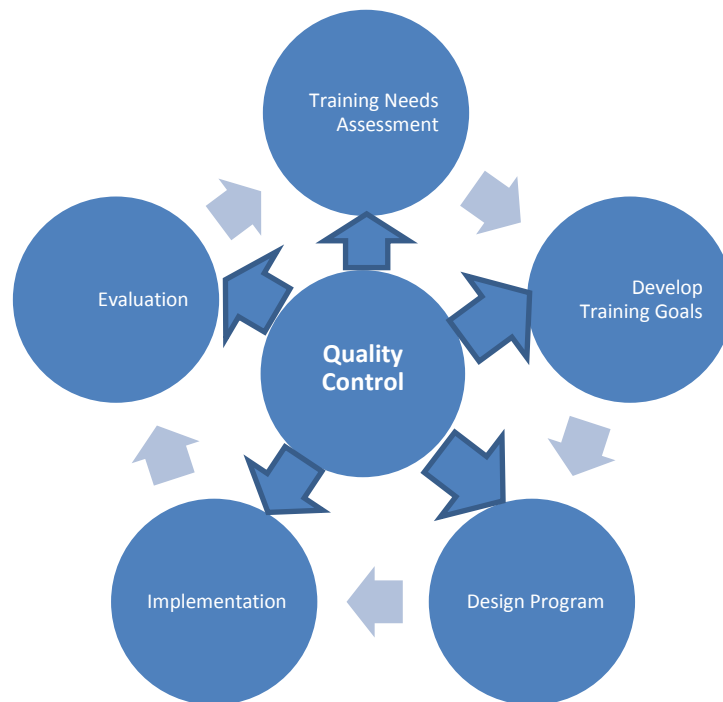 Training Needs
Assessment
Develop
Training Goals
Evaluation
Quality
Control
Implementation
Design Program